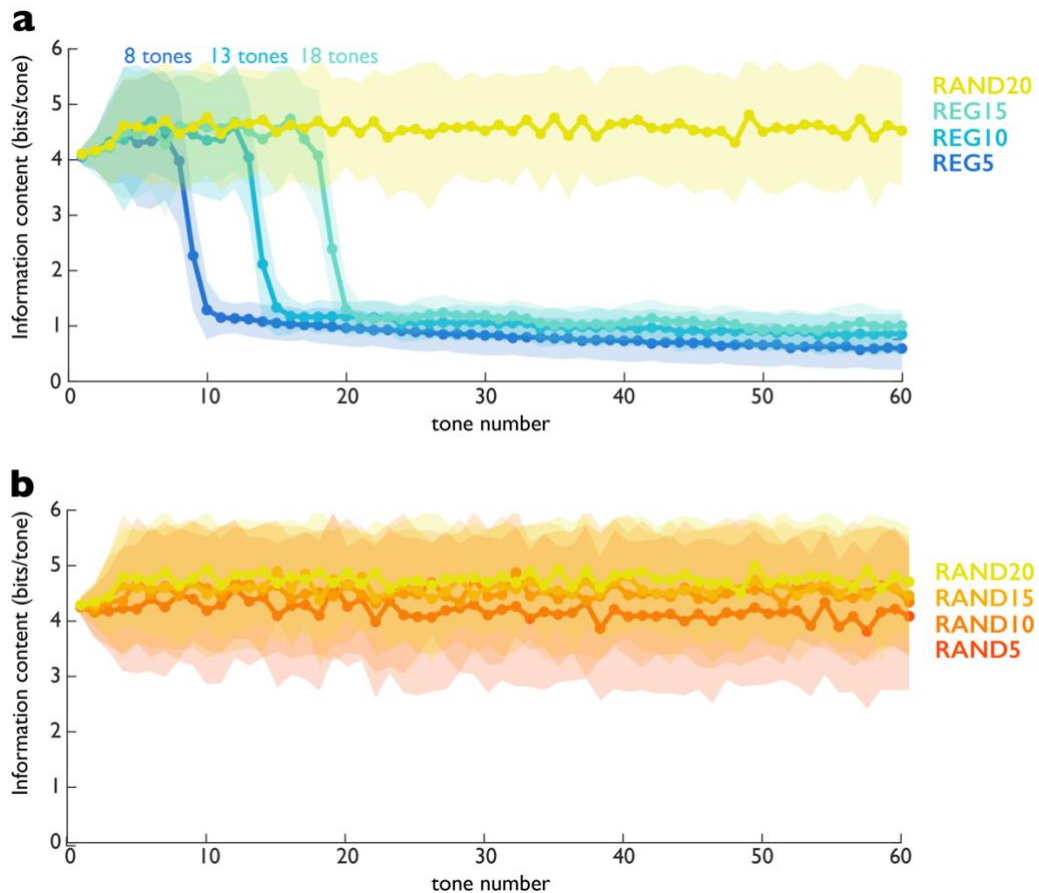 a
8 tones 13 tones 18 tones
Information content (bits/tone)
6
5
4
3
2
1
0
0 10 20 30 40 50 60
tone number
RAND20
REG15
REG10
REG5
b
Information content (bits/tone)
6
5
4
3
2
1
0
0 10 20 30 40 50 60
tone number
RAND20
RAND15
RAND10
RAND5